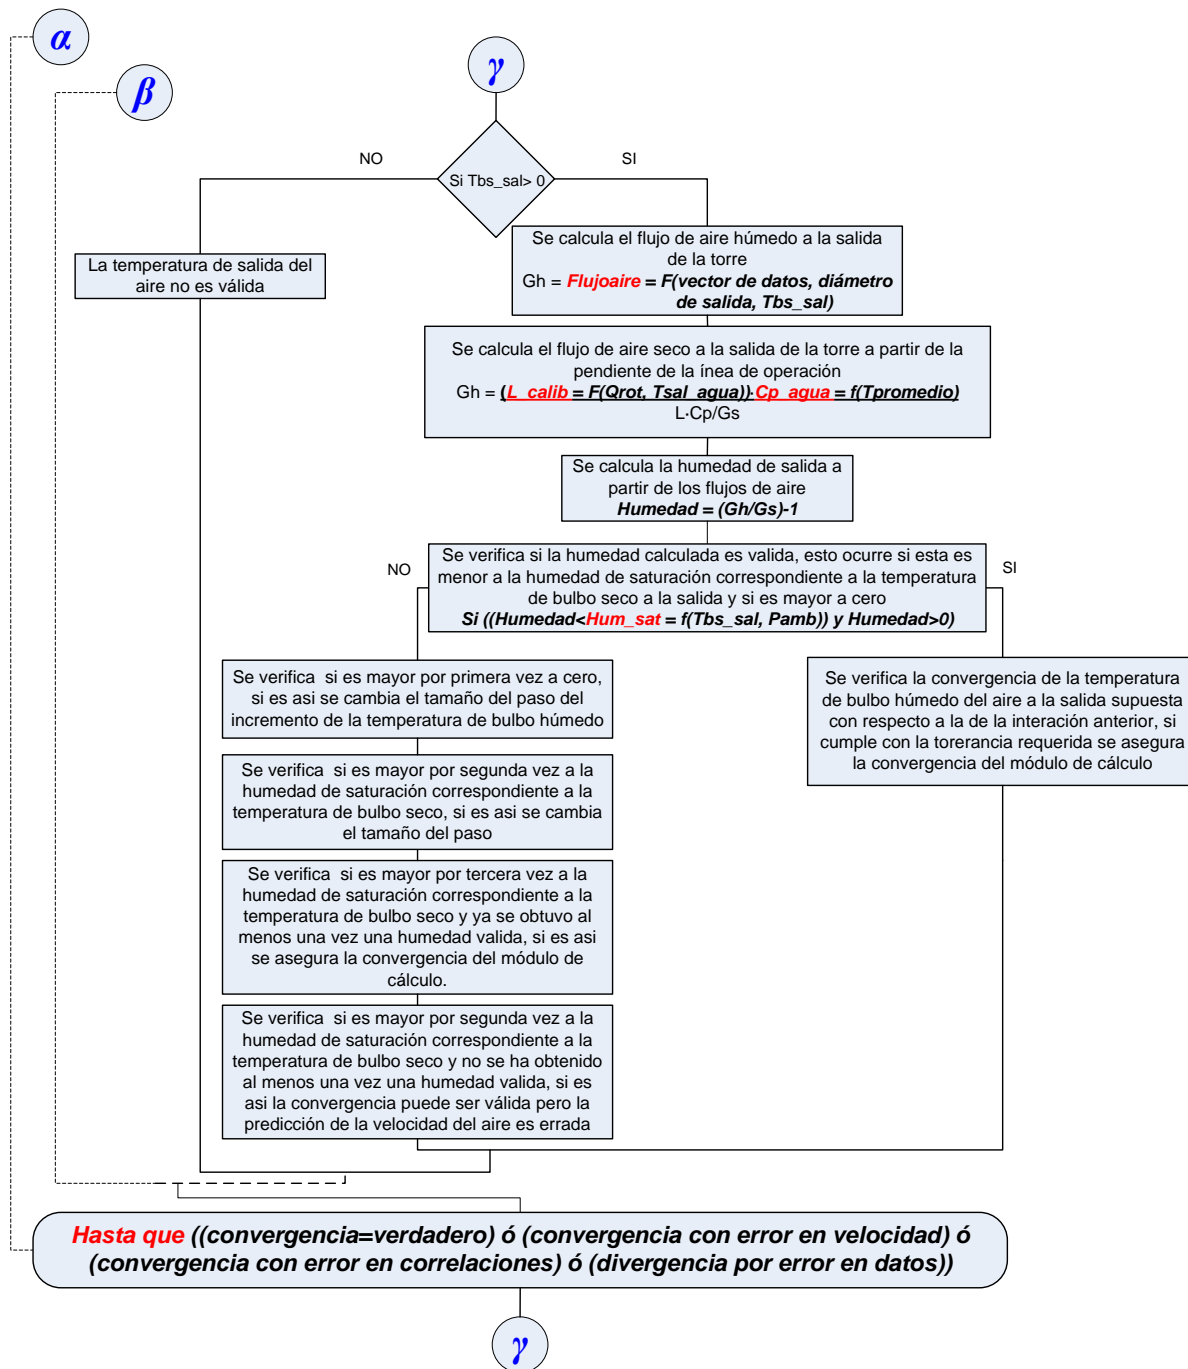 α
β
γ
NO
SI
Si Tbs_sal> 0
La temperatura de salida del
aire no es válida
Se calcula el flujo de aire húmedo a la salida
de la torre
Gh = Flujoaire = F(vector de datos, diámetro
de salida, Tbs_sal)
Se calcula el flujo de aire seco a la salida de la torre a partir de la
pendiente de la ínea de operación
Gh = (L_calib = F(Qrot, Tsal_agua))·Cp_agua = f(Tpromedio)
L·Cp/Gs
Se calcula la humedad de salida a
partir de los flujos de aire
Humedad = (Gh/Gs)-1
Se verifica si la humedad calculada es valida, esto ocurre si esta es
menor a la humedad de saturación correspondiente a la temperatura
de bulbo seco a la salida y si es mayor a cero
Si ((Humedad<Hum_sat = f(Tbs_sal, Pamb)) y Humedad>0)
NO
SI
Se verifica si es mayor por primera vez a cero,
si es asi se cambia el tamaño del paso del
incremento de la temperatura de bulbo húmedo
Se verifica si es mayor por segunda vez a la
humedad de saturación correspondiente a la
temperatura de bulbo seco, si es asi se cambia
el tamaño del paso
Se verifica si es mayor por tercera vez a la
humedad de saturación correspondiente a la
temperatura de bulbo seco y ya se obtuvo al
menos una vez una humedad valida, si es asi
se asegura la convergencia del módulo de
cálculo.
Se verifica si es mayor por segunda vez a la
humedad de saturación correspondiente a la
temperatura de bulbo seco y no se ha obtenido
al menos una vez una humedad valida, si es
asi la convergencia puede ser válida pero la
predicción de la velocidad del aire es errada
Se verifica la convergencia de la temperatura
de bulbo húmedo del aire a la salida supuesta
con respecto a la de la interación anterior, si
cumple con la torerancia requerida se asegura
la convergencia del módulo de cálculo
Hasta que ((convergencia=verdadero) ó (convergencia con error en velocidad) ó
(convergencia con error en correlaciones) ó (divergencia por error en datos))
γ